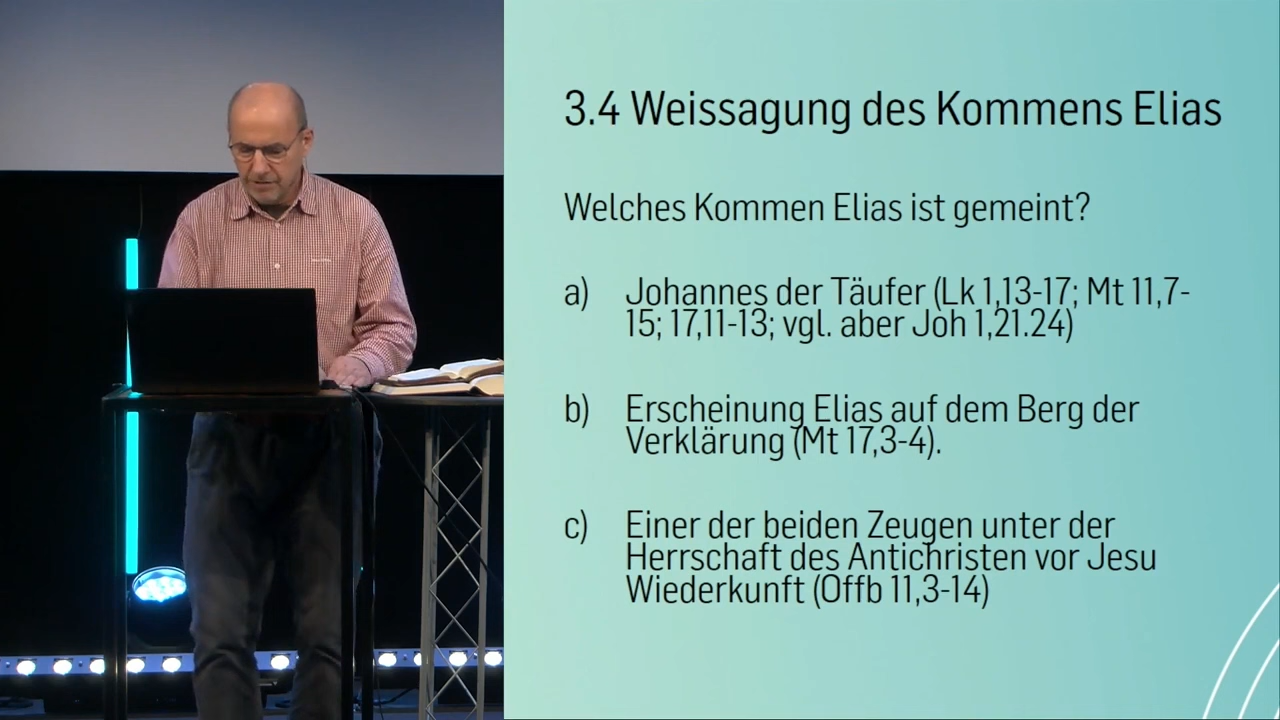 3.4 Weissagung des Kommens Elias
Welches Kommen Elias ist gemeint?
a) Johannes der Täufer (Lk 1,13-17; Mt 11,7-
15; 17,11-13; vgl. aber Joh 1,21.24)
b) Erscheinung Elias auf dem Berg der
Verklärung (Mt 17,3-4).
c) Einer der beiden Zeugen unter der
Herrschaft des Antichristen vor Jesu
Wiederkunft (Offb 11,3-14)